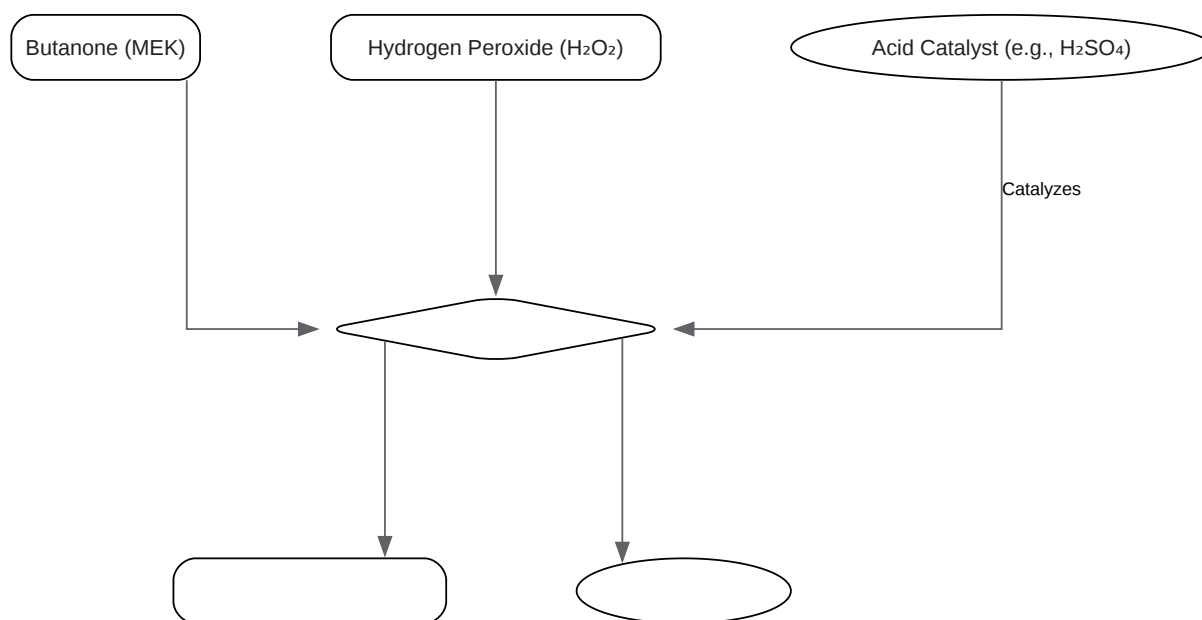 Butanone (MEK)
Hydrogen Peroxide (H₂O₂)
Acid Catalyst (e.g., H₂SO₄)
Catalyzes